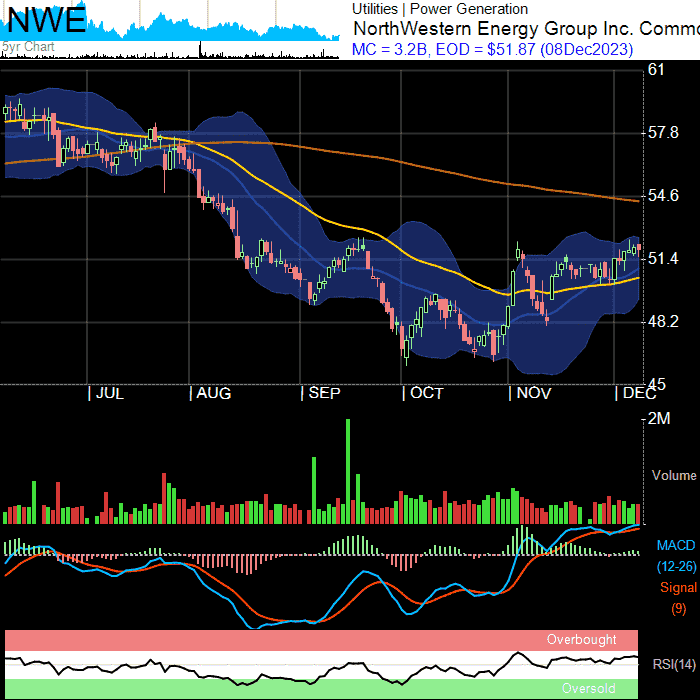 NWE
5yr Chart
Utilities | Power Generation
NorthWestern Energy Group Inc. Commo
MC = 3.2B, EOD = $51.87 (08Dec2023)
61
57.8
54.6
51.4
48.2
45
| JUL | AUG | SEP | OCT | NOV | DEC
2M
Volume
MACD
(12-26)
Signal
(9)
Overbought
RSI(14)
Oversold